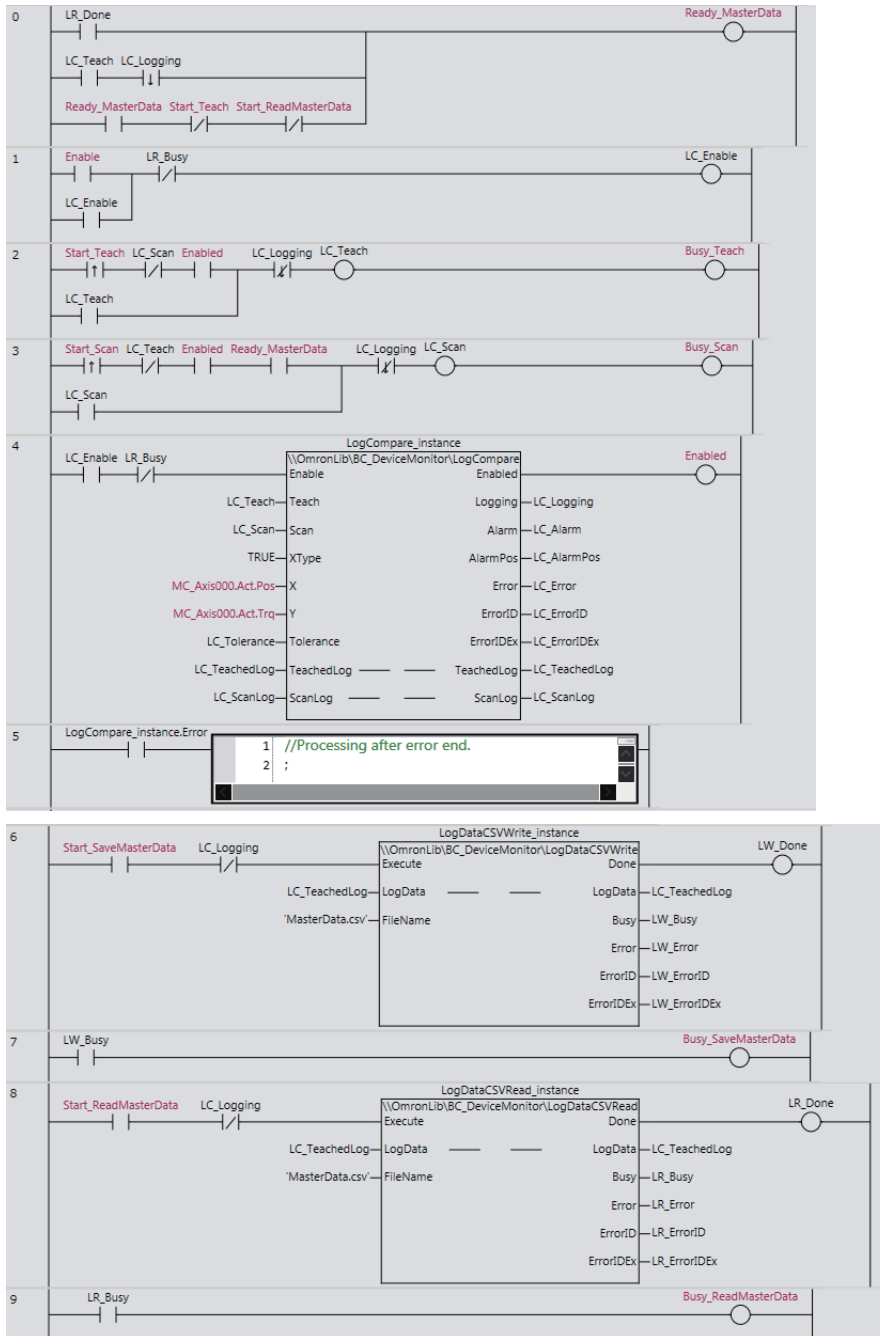 0
LR_Done
Ready_MasterData
LC_Teach LC_Logging
Ready_MasterData Start_Teach Start_ReadMasterData
1
Enable LR_Busy LC_Enable
LC_Enable
2
Start_Teach LC_Scan Enabled LC_Logging LC_Teach Busy_Teach
LC_Teach
3
Start_Scan LC_Teach Enabled Ready_MasterData LC_Logging LC_Scan Busy_Scan
LC_Scan
4
LogCompare_instance
LC_Enable LR_Busy \\OmronLib\BC_DeviceMonitor\LogCompare Enabled
Enable Enabled
LC_Teach Teach Logging LC_Logging
LC_Scan Scan Alarm LC_Alarm
TRUE XType AlarmPos LC_AlarmPos
MC_Axis000.Act.Pos X Error LC_Error
MC_Axis000.Act.Trq Y ErrorID LC_ErrorID
LC_Tolerance Tolerance ErrorIDEx LC_ErrorIDEx
LC_TeachedLog TeachedLog TeachedLog LC_TeachedLog
LC_ScanLog ScanLog ScanLog LC_ScanLog
5
LogCompare_instance.Error
1 //Processing after error end.
2 ;
6
LogDataCSVWrite_instance
Start_SaveMasterData LC_Logging \\OmronLib\BC_DeviceMonitor\LogDataCSVWrite LW_Done
Execute Done
LC_TeachedLog LogData LogData LC_TeachedLog
'MasterData.csv' FileName Busy LW_Busy
Error LW_Error
ErrorID LW_ErrorID
ErrorIDEx LW_ErrorIDEx
7
LW_Busy Busy_SaveMasterData
8
LogDataCSVRead_instance
Start_ReadMasterData LC_Logging \\OmronLib\BC_DeviceMonitor\LogDataCSVRead LR_Done
Execute Done
LC_TeachedLog LogData LogData LC_TeachedLog
'MasterData.csv' FileName Busy LR_Busy
Error LR_Error
ErrorID LR_ErrorID
ErrorIDEx LR_ErrorIDEx
9
LR_Busy Busy_ReadMasterData